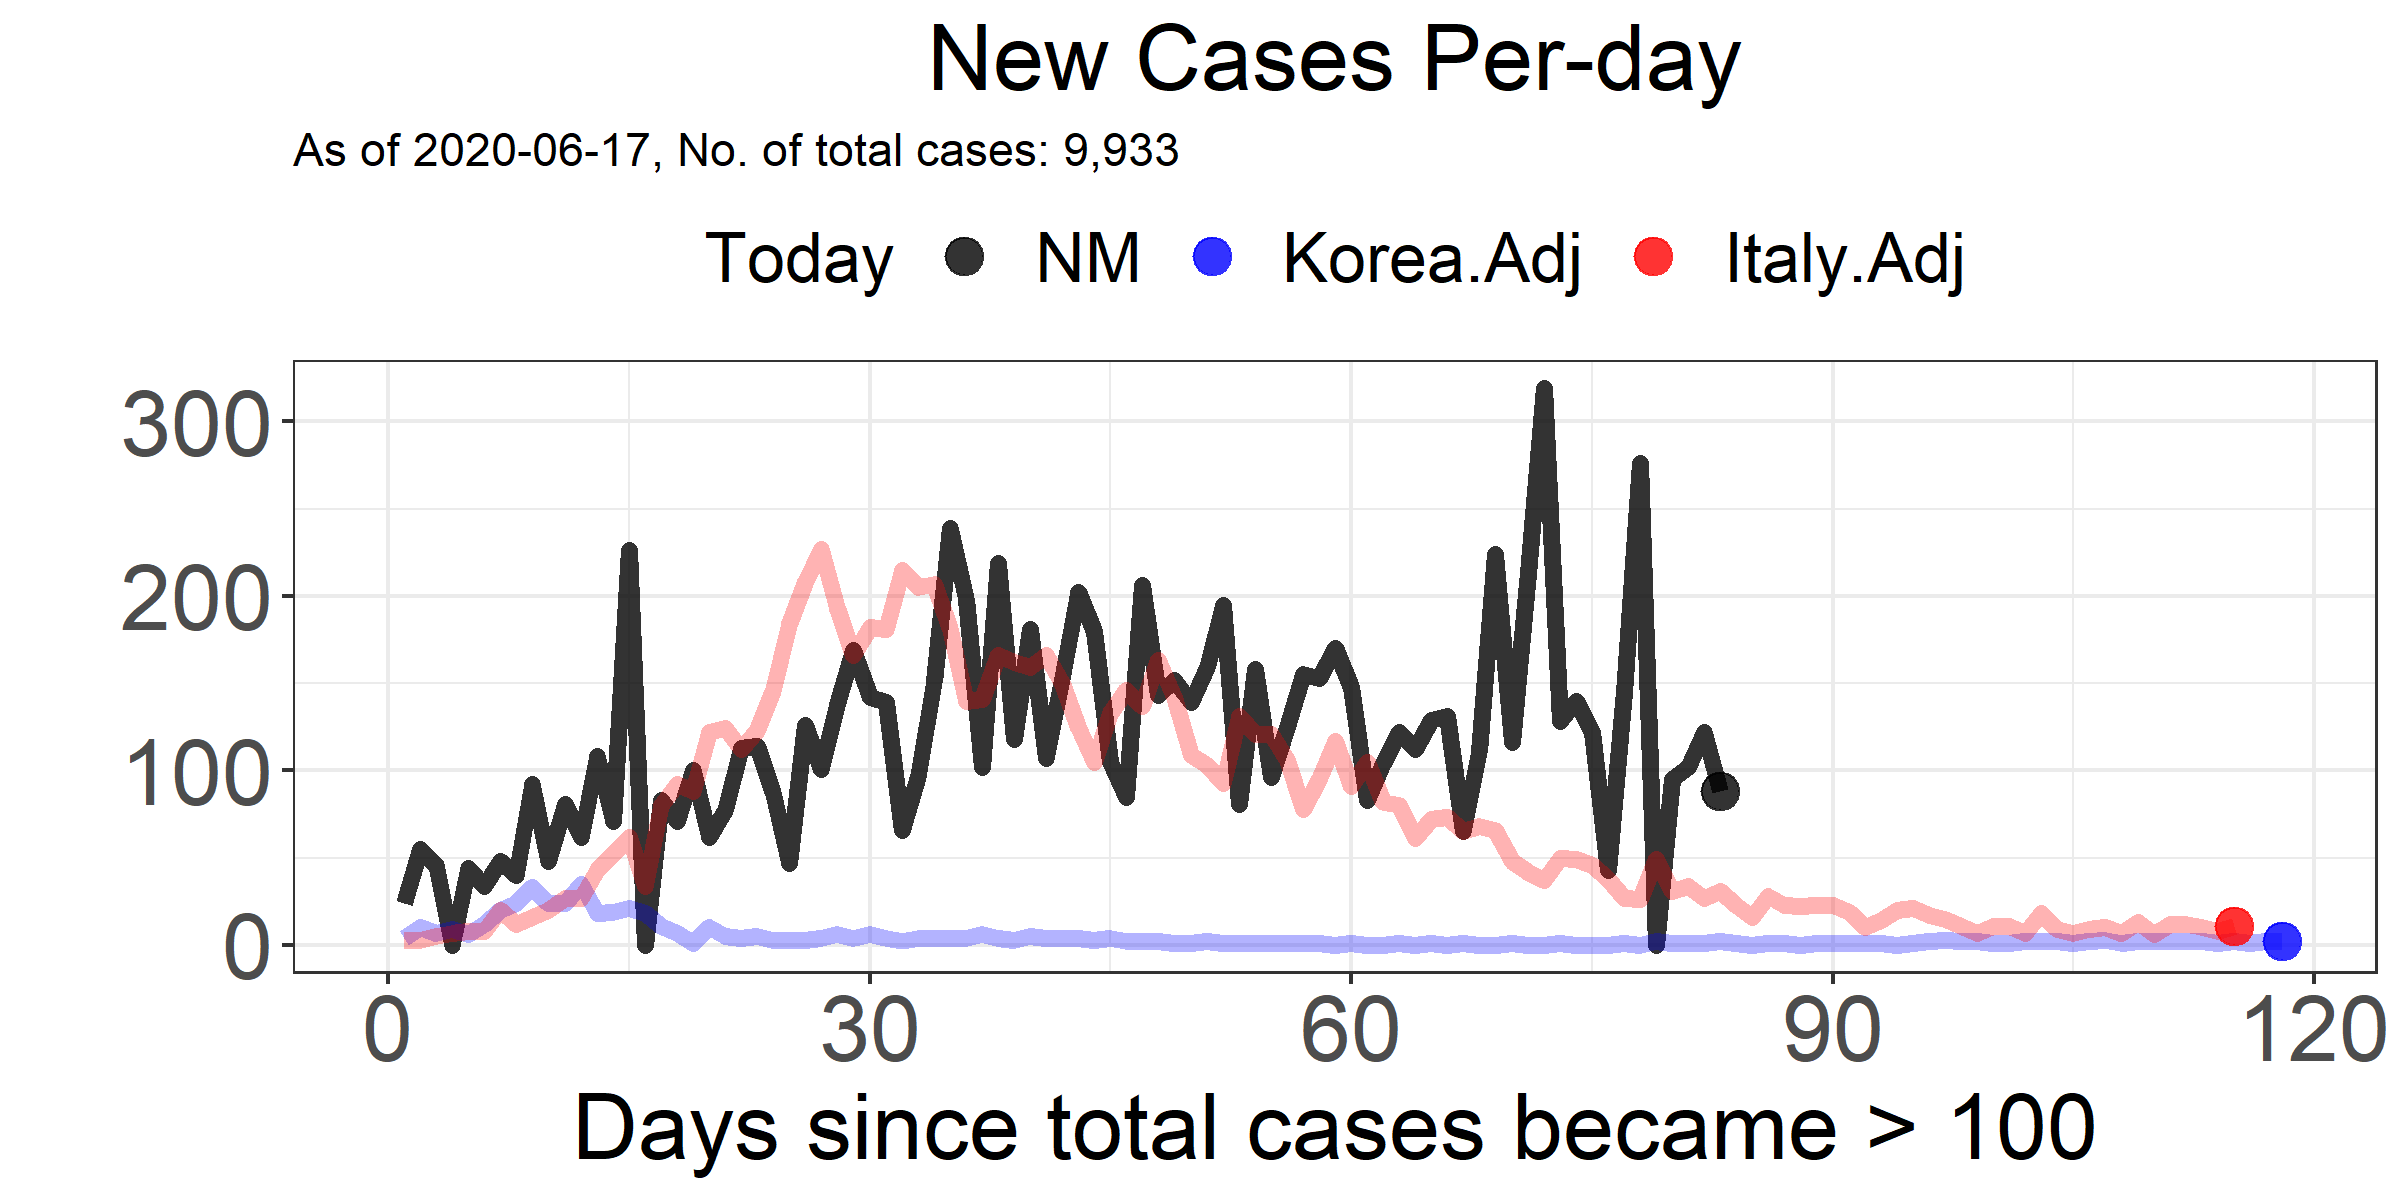 New Cases Per-day
As of 2020-06-17, No. of total cases: 9,933
Today NM Korea.Adj Italy.Adj
300
200
100
0
0 30 60 90 120
Days since total cases became > 100